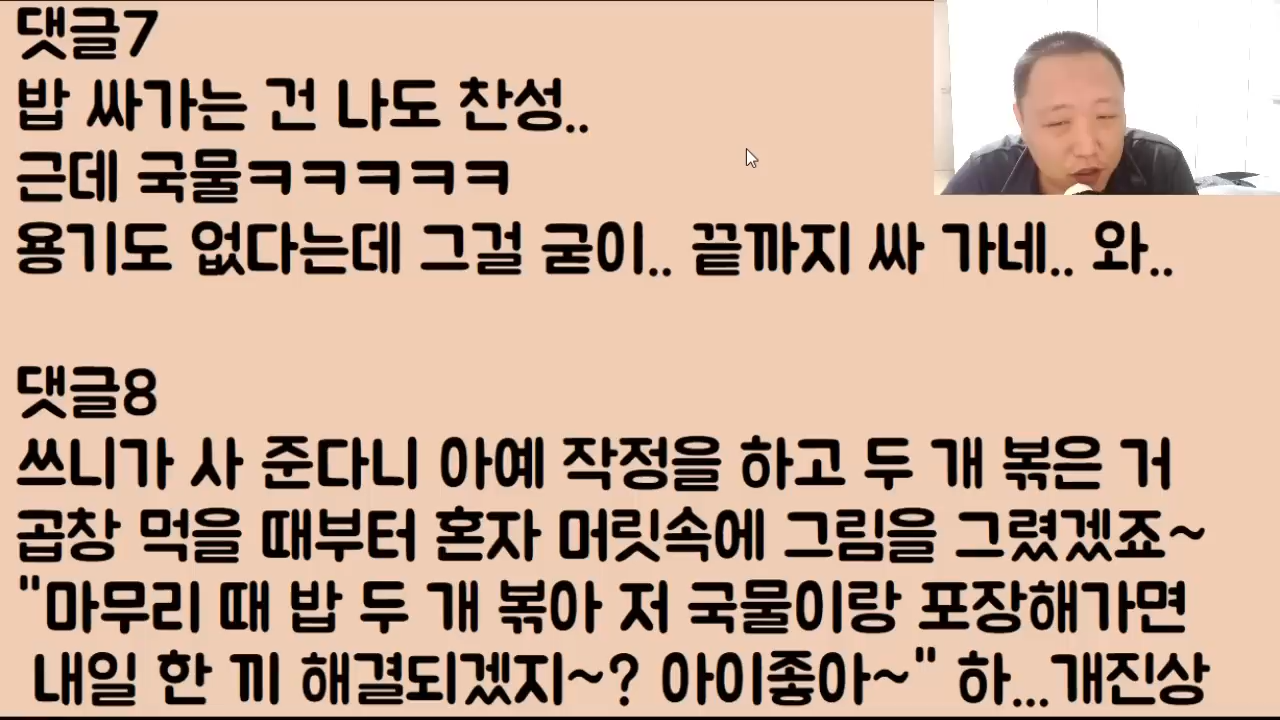 댓글7
밥 싸가는 건 나도 찬성..
근데 국물ㅋㅋㅋㅋㅋ
용기도 없다는데 그걸 굳이.. 끝까지 싸 가네.. 와..
댓글8
쓰니가 사 준다니 아예 작정을 하고 두 개 볶은 거
곱창 먹을 때부터 혼자 머릿속에 그림을 그렸겠죠~
"마무리 때 밥 두 개 볶아 저 국물이랑 포장해가면
내일 한 끼 해결되겠지~? 아이좋아~" 하...개진상